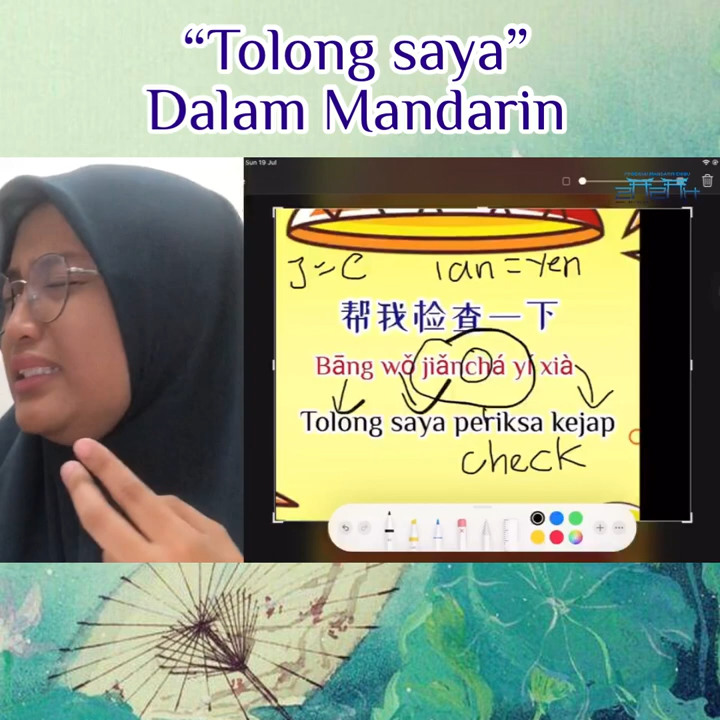 “Tolong saya”
Dalam Mandarin
Sun 19 Jul
J = C ian = yen
帮我检查一下
Bāng wǒ jiǎnchá yí xià
Tolong saya periksa kejap
check